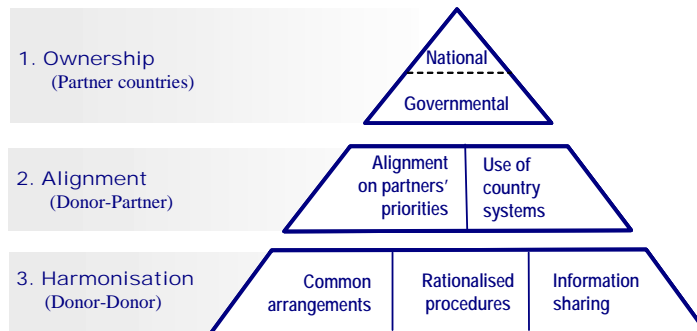 1. Ownership
(Partner countries)
National
Governmental
2. Alignment
(Donor-Partner)
Alignment
on partners'
priorities
Use of
country
systems
3. Harmonisation
(Donor-Donor)
Common
arrangements
Rationalised
procedures
Information
sharing